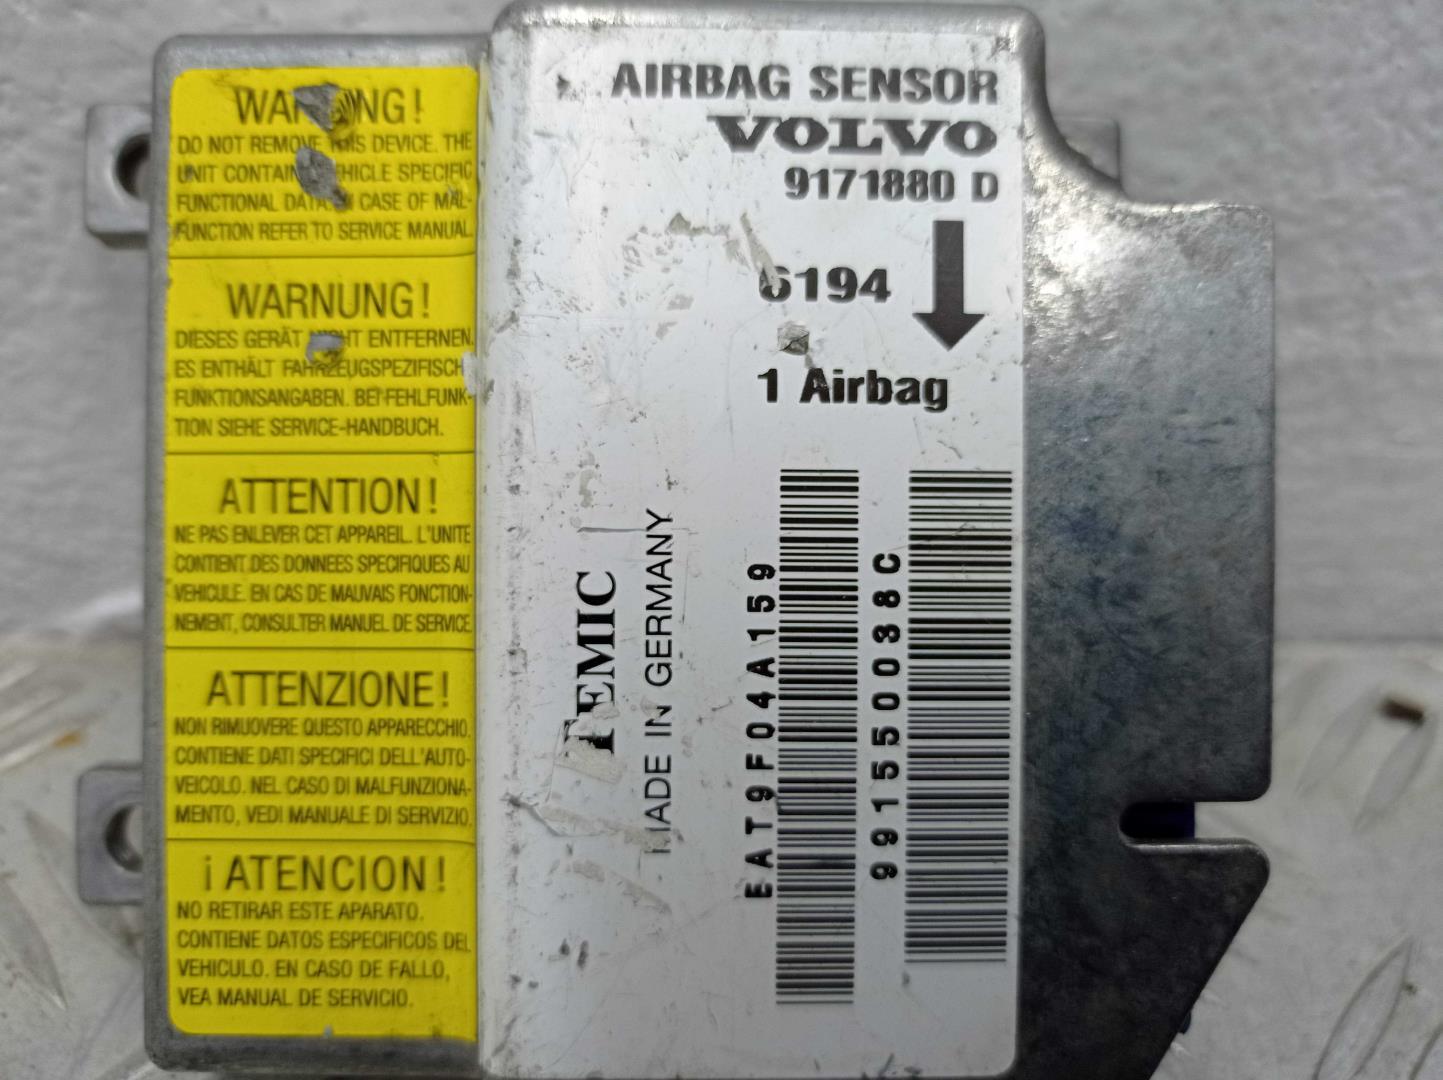 WARNING!
DO NOT REMOVE THIS DEVICE. THE
UNIT CONTAINS VEHICLE SPECIFIC
FUNCTIONAL DATA. IN CASE OF MAL-
FUNCTION REFER TO SERVICE MANUAL.
WARNUNG!
DIESES GERÄT NICHT ENTFERNEN.
ES ENTHÄLT FAHRZEUGSPEZIFISCH
FUNKTIONSANGABEN. BEI FEHLFUNK-
TION SIEHE SERVICE-HANDBUCH.
ATTENTION!
NE PAS ENLEVER CET APPAREIL. L'UNITE
CONTIENT DES DONNEES SPECIFIQUES AU
VEHICULE. EN CAS DE MAUVAIS FONCTION-
NEMENT, CONSULTER MANUEL DE SERVICE.
ATTENZIONE!
NON RIMUOVERE QUESTO APPARECCHIO.
CONTIENE DATI SPECIFICI DELL'AUTO-
VEICOLO. NEL CASO DI MALFUNZIONA-
MENTO, VEDI MANUALE DI SERVIZIO.
¡ATENCION!
NO RETIRAR ESTE APARATO.
CONTIENE DATOS ESPECIFICOS DEL
VEHICULO. EN CASO DE FALLO,
VEA MANUAL DE SERVICIO.
AIRBAG SENSOR
VOLVO
9171880 D
6194
1 Airbag
TEMIC
MADE IN GERMANY
EAT9F04A159
991550038C